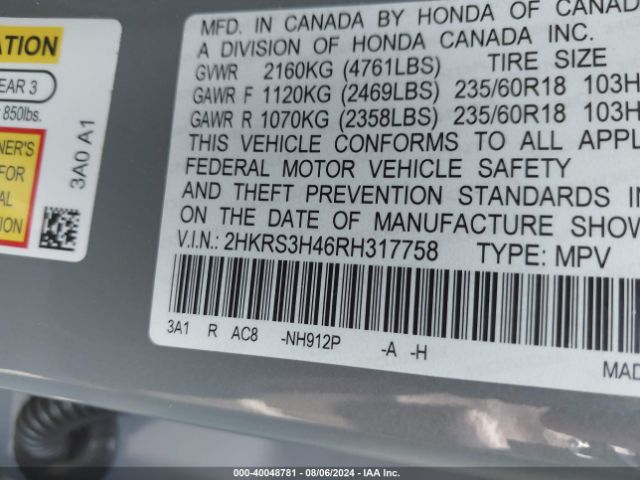 ATION
EAR 3
850lbs.
NER'S
FOR
AL
ATION
3A0 A1
MFD. IN CANADA BY HONDA OF CANAD
A DIVISION OF HONDA CANADA INC.
GVWR 2160KG (4761LBS) TIRE SIZE
GAWR F 1120KG (2469LBS) 235/60R18 103H
GAWR R 1070KG (2358LBS) 235/60R18 103H
THIS VEHICLE CONFORMS TO ALL APPL
FEDERAL MOTOR VEHICLE SAFETY
AND THEFT PREVENTION STANDARDS IN
ON THE DATE OF MANUFACTURE SHOW
V.I.N.: 2HKRS3H46RH317758 TYPE: MPV
3A1 R AC8 -NH912P -A -H
MAD
000-40048781 - 08/06/2024 - IAA Inc.